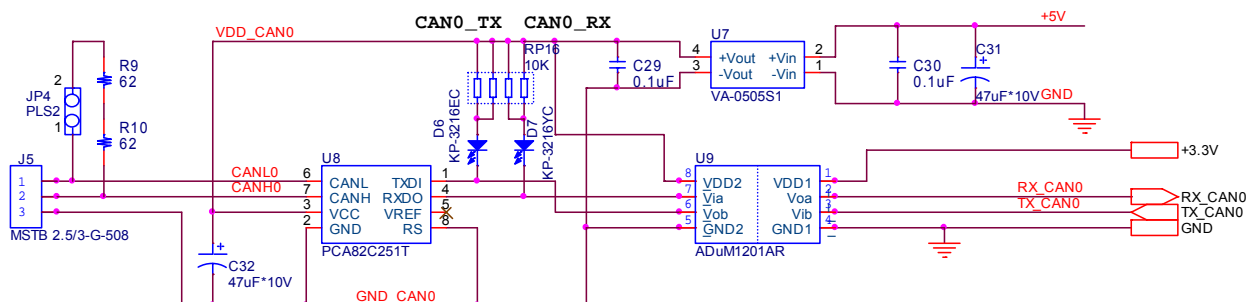 CAN0_TX CAN0_RX
VDD_CAN0
+5V
R9
62
JP4
PLS2
2
1
R10
62
RP16
10K
C29
0.1uF
U7
4 +Vout +Vin 2
3 -Vout -Vin 1
VA-0505S1
C30
0.1uF
C31
47uF*10V
GND
D6
KP-3216EC
D7
KP-3216YC
J5
1
2
3
MSTB 2.5/3-G-508
CANL0
CANH0
U8
6 CANL TXDI 1
7 CANH RXDO 4
3 VCC VREF 5
2 GND RS 8
PCA82C251T
U9
8 VDD2 VDD1 1
7 Via Voa 2
6 Vob Vib 3
5 GND2 GND1 4
ADuM1201AR
+3.3V
RX_CAN0 RX_CAN0
TX_CAN0 TX_CAN0
GND
C32
47uF*10V
GND_CAN0